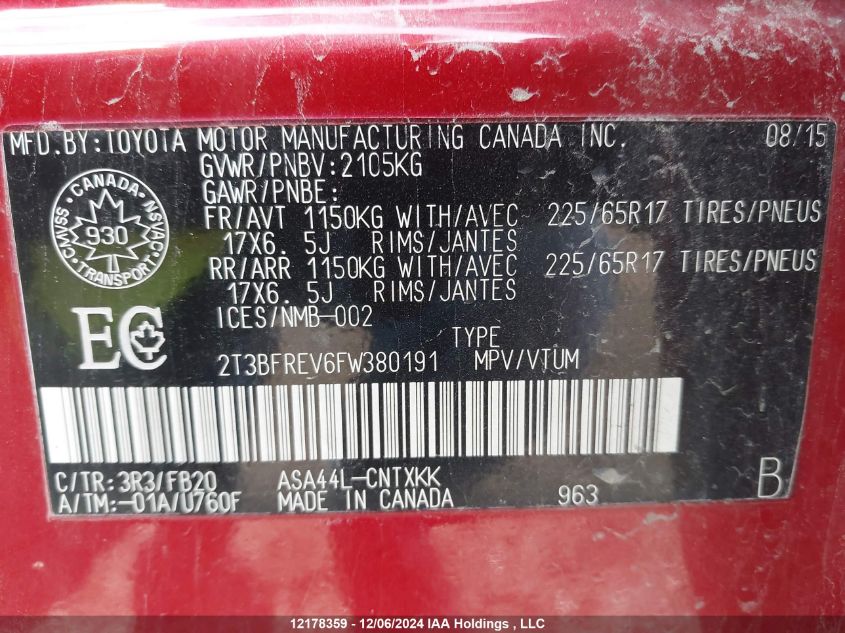 MFD.BY:TOYOTA MOTOR MANUFACTURING CANADA INC. 08/15
GVWR/PNBV:2105KG
GAWR/PNBE:
FR/AVT 1150KG WITH/AVEC 225/65R17 TIRES/PNEUS
17X6.5J RIMS/JANTES
RR/ARR 1150KG WITH/AVEC 225/65R17 TIRES/PNEUS
17X6.5J RIMS/JANTES
ICES/NMB-002
CANADA
CMVSS
NSVAC
930
TRANSPORT
EC
TYPE
2T3BFREV6FW380191 MPV/VTUM
C/TR: 3R3/FB20 ASA44L-CNTXKK
A/TM:-01A/U760F MADE IN CANADA 963 B
12178359 - 12/06/2024 IAA Holdings , LLC